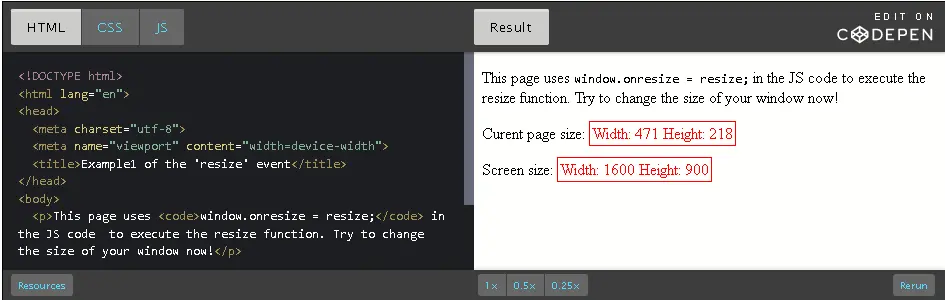 HTML CSS JS
Result
EDIT ON
CODEPEN
<!DOCTYPE html>
<html lang="en">
<head>
<meta charset="utf-8">
<meta name="viewport" content="width=device-width">
<title>Example1 of the 'resize' event</title>
</head>
<body>
<p>This page uses <code>window.onresize = resize;</code> in
the JS code  to execute the resize function. Try to change
the size of your window now!</p>
This page uses window.onresize = resize; in the JS code to execute the
resize function. Try to change the size of your window now!
Curent page size: Width: 471 Height: 218
Screen size: Width: 1600 Height: 900
Resources
1x 0.5x 0.25x
Rerun